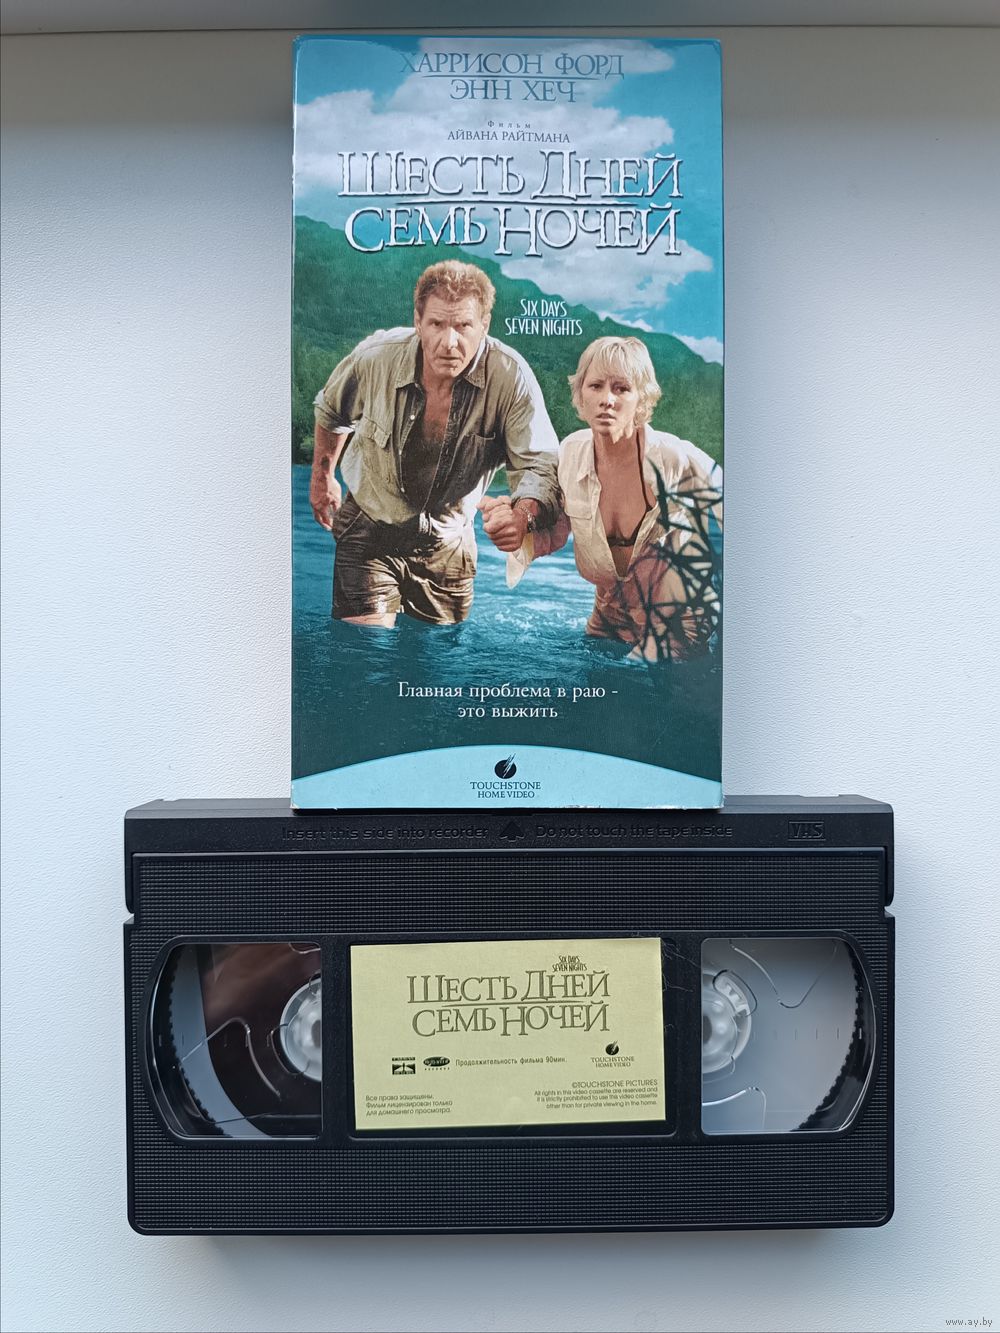 ХАРРИСОН ФОРД
ЭНН ХЕЧ
Фильм
АЙВАНА РАЙТМАНА
ШЕСТЬ ДНЕЙ
СЕМЬ НОЧЕЙ
SIX DAYS
SEVEN NIGHTS
Главная проблема в раю -
это выжить
TOUCHSTONE
HOME VIDEO
Insert this side into recorder Do not touch the tape inside VHS
SIX DAYS
SEVEN NIGHTS
ШЕСТЬ ДНЕЙ
СЕМЬ НОЧЕЙ
Продолжительность фильма 90мин.
TOUCHSTONE
HOME VIDEO
Все права защищены.
Фильм лицензирован только
для домашнего просмотра.
©TOUCHSTONE PICTURES
All rights in this video cassette are reserved and
it is strictly prohibited to use this video cassette
other than for private viewing in the home.
www.ay.by